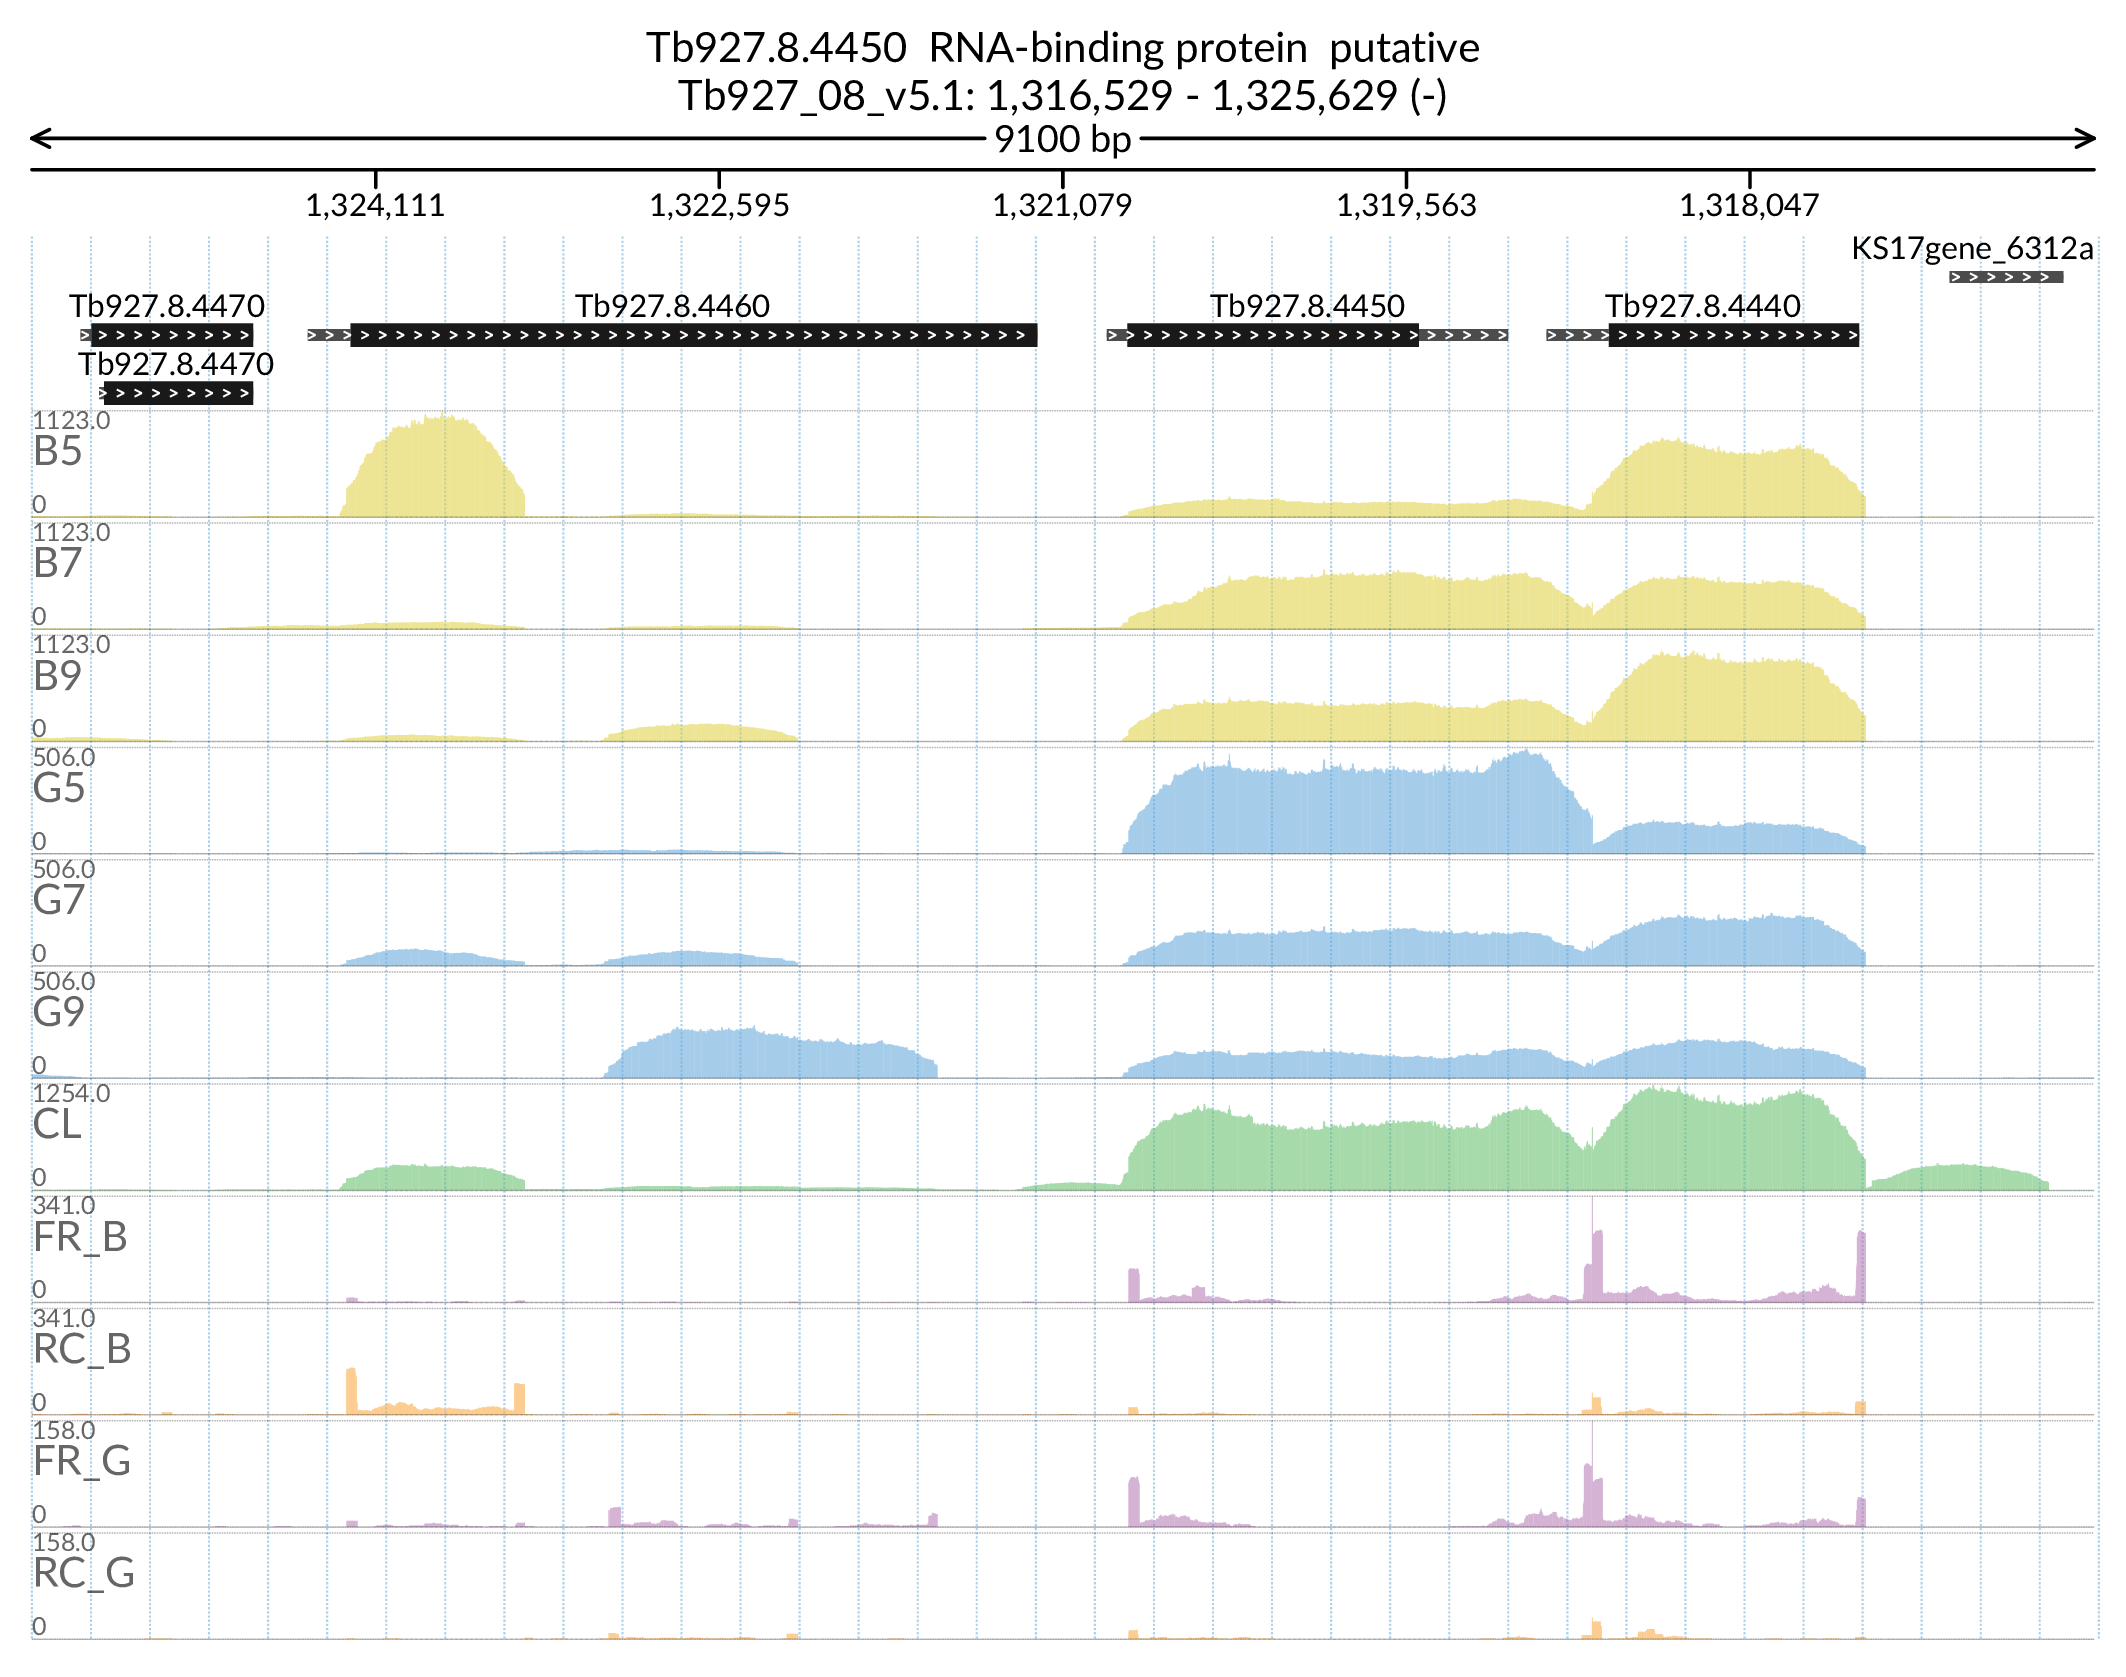 Tb927.8.4450  RNA-binding protein  putative
Tb927_08_v5.1: 1,316,529 - 1,325,629 (-)
9100 bp
1,324,111 1,322,595 1,321,079 1,319,563 1,318,047
KS17gene_6312a
Tb927.8.4470 Tb927.8.4460 Tb927.8.4450 Tb927.8.4440
Tb927.8.4470
1123.0
B5
0
1123.0
B7
0
1123.0
B9
0
506.0
G5
0
506.0
G7
0
506.0
G9
0
1254.0
CL
0
341.0
FR_B
0
341.0
RC_B
0
158.0
FR_G
0
158.0
RC_G
0